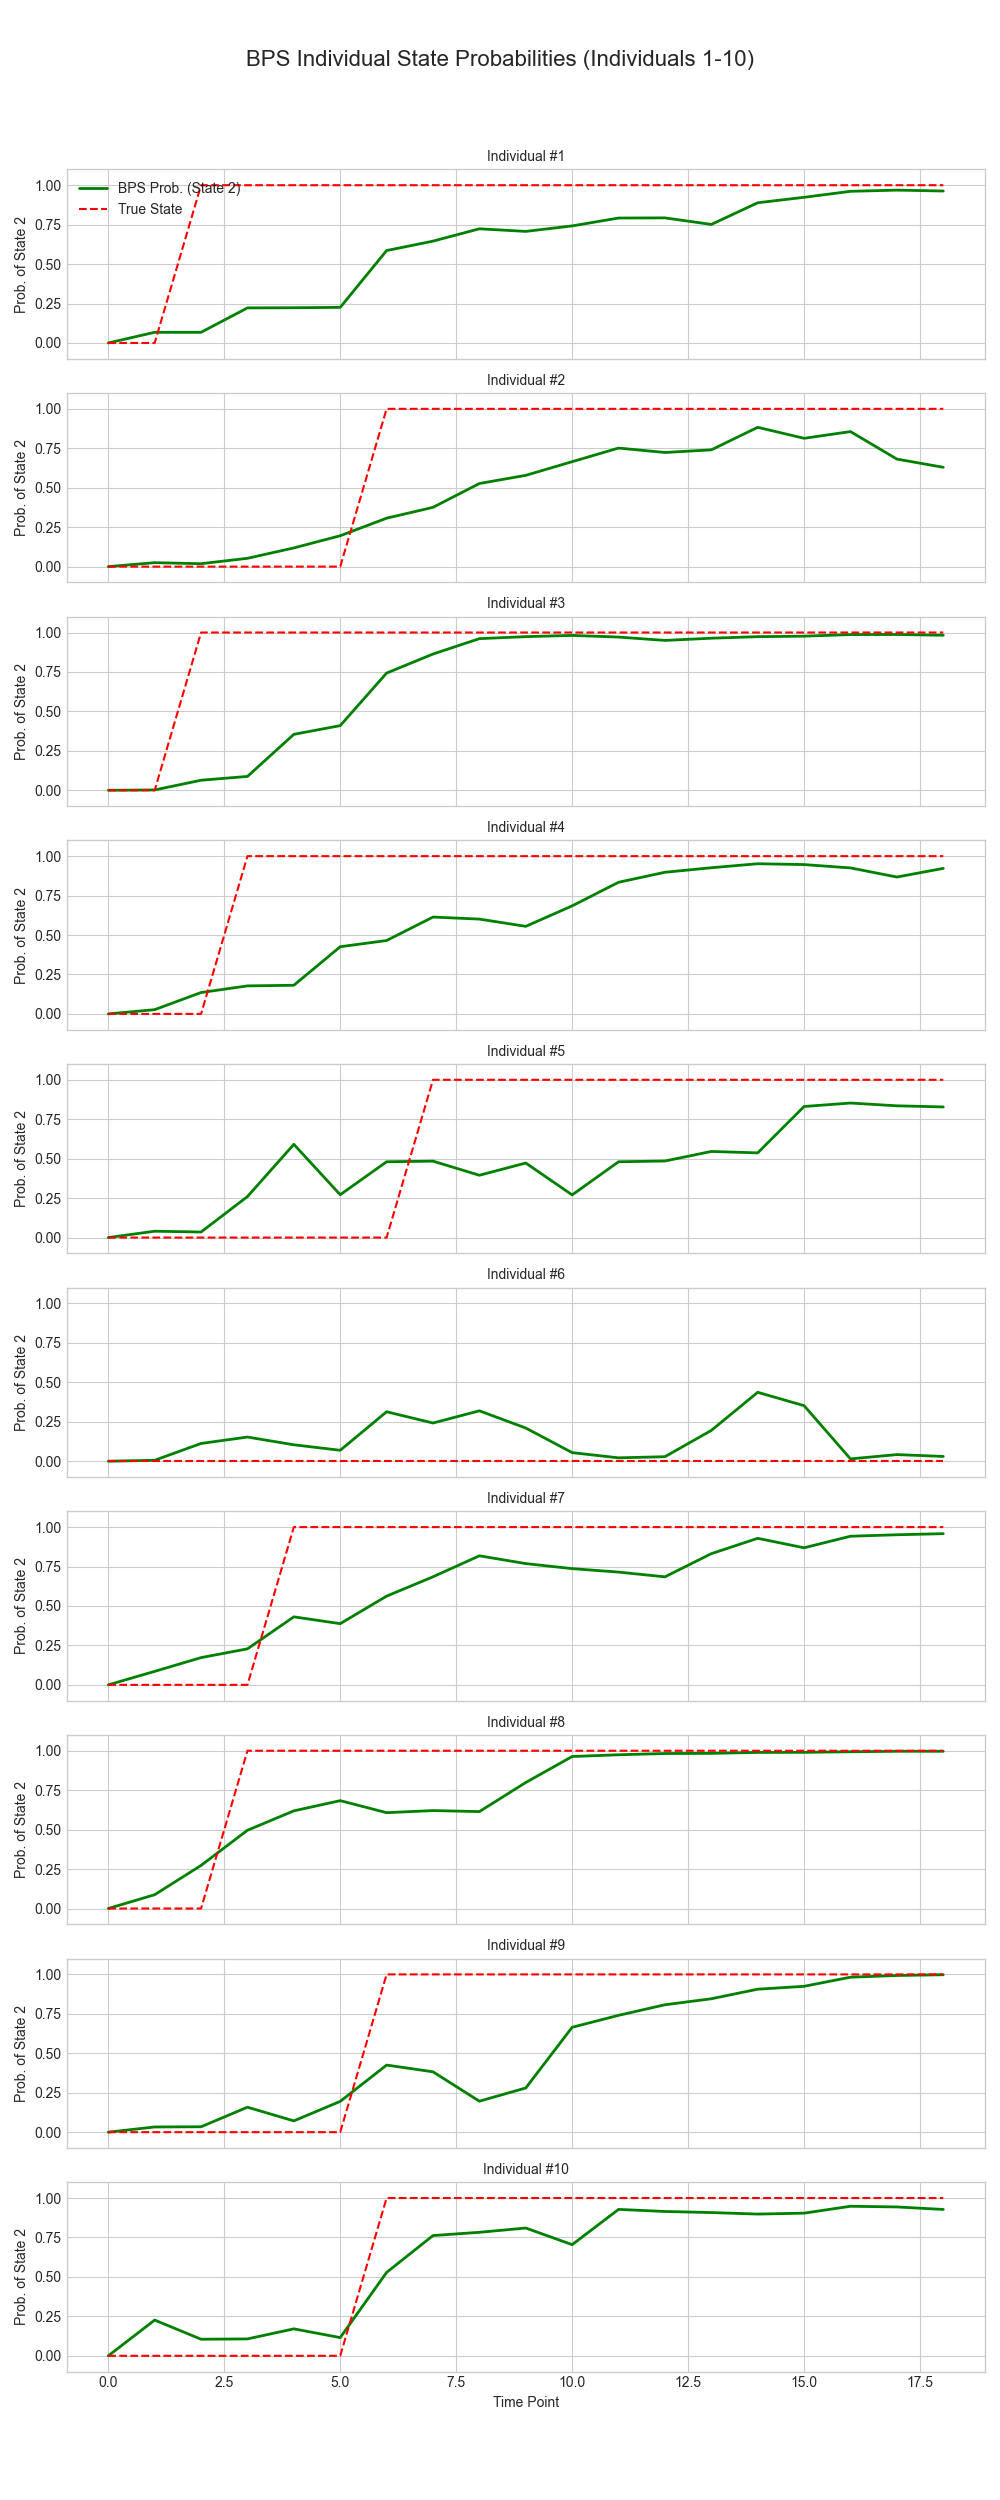 BPS Individual State Probabilities (Individuals 1-10)
Individual #1
BPS Prob. (State 2)
True State
Prob. of State 2
1.00
0.75
0.50
0.25
0.00
Individual #2
Prob. of State 2
1.00
0.75
0.50
0.25
0.00
Individual #3
Prob. of State 2
1.00
0.75
0.50
0.25
0.00
Individual #4
Prob. of State 2
1.00
0.75
0.50
0.25
0.00
Individual #5
Prob. of State 2
1.00
0.75
0.50
0.25
0.00
Individual #6
Prob. of State 2
1.00
0.75
0.50
0.25
0.00
Individual #7
Prob. of State 2
1.00
0.75
0.50
0.25
0.00
Individual #8
Prob. of State 2
1.00
0.75
0.50
0.25
0.00
Individual #9
Prob. of State 2
1.00
0.75
0.50
0.25
0.00
Individual #10
Prob. of State 2
1.00
0.75
0.50
0.25
0.00
0.0 2.5 5.0 7.5 10.0 12.5 15.0 17.5
Time Point